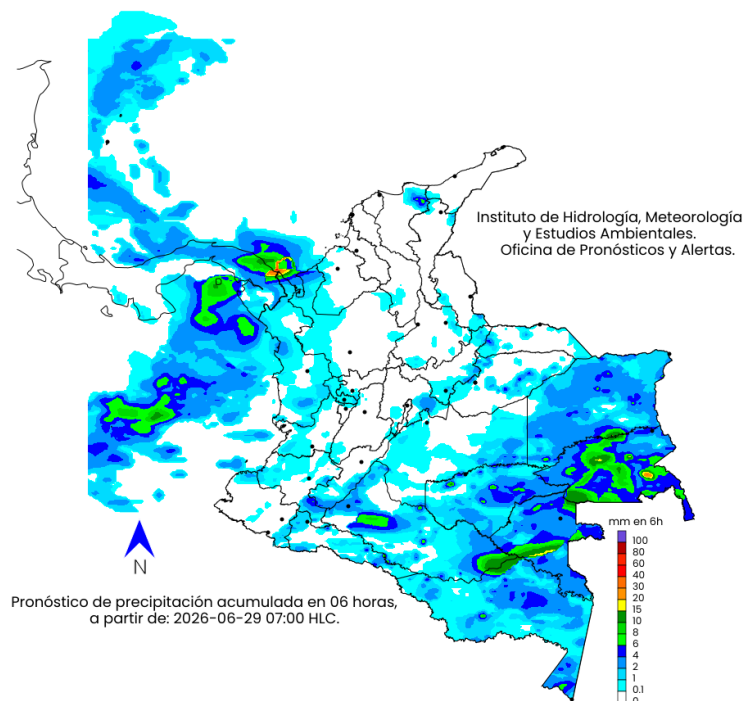 Instituto de Hidrología, Meteorología
y Estudios Ambientales.
Oficina de Pronósticos y Alertas.
mm en 6h
100
80
60
40
30
20
15
10
8
6
4
2
1
0.1
0
N
Pronóstico de precipitación acumulada en 06 horas,
a partir de: 2026-06-29 07:00 HLC.